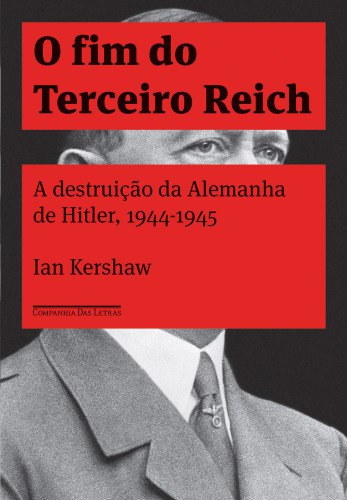 O fim do
Terceiro Reich
A destruição da Alemanha
de Hitler, 1944-1945
Ian Kershaw
COMPANHIA DAS LETRAS